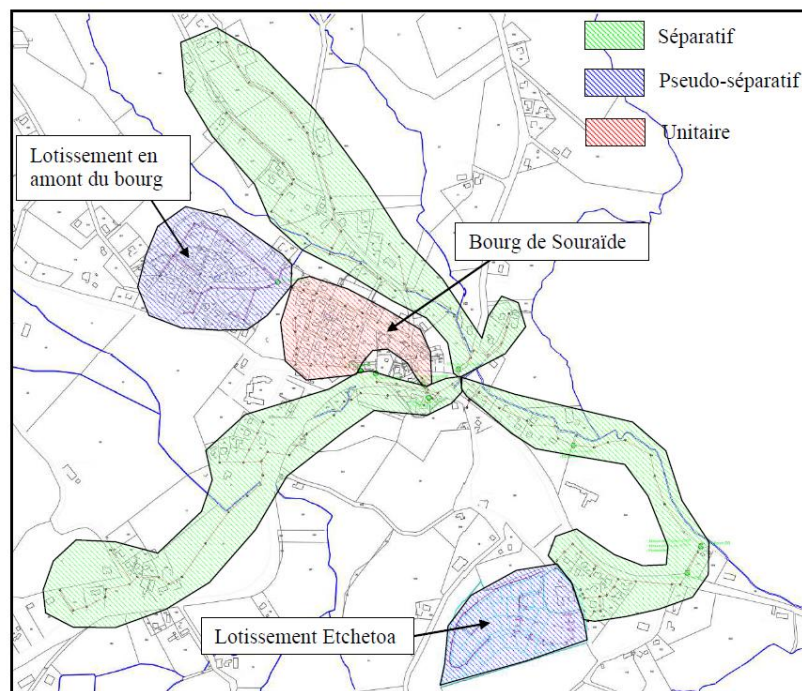 Séparatif
Pseudo-séparatif
Unitaire
Lotissement en
amont du bourg
Bourg de Souraïde
Lotissement Etchetoa